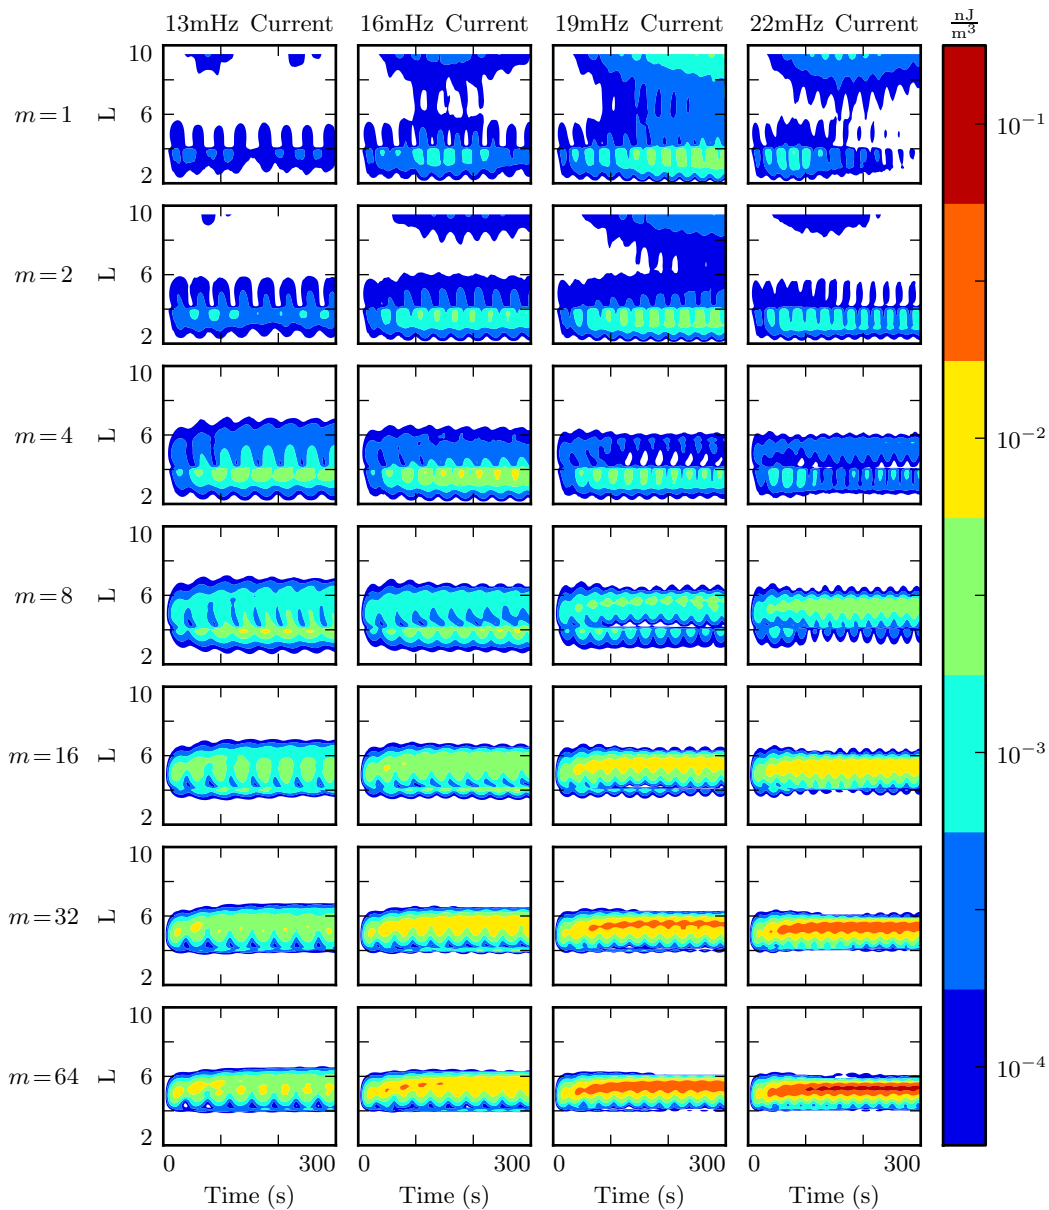 13mHz Current 16mHz Current 19mHz Current 22mHz Current nJ/m³
m=1 L 10 6 2
10⁻¹
m=2 L 10 6 2
m=4 L 10 6 2
10⁻²
m=8 L 10 6 2
m=16 L 10 6 2
10⁻³
m=32 L 10 6 2
m=64 L 10 6 2
10⁻⁴
0 300 0 300 0 300 0 300
Time (s) Time (s) Time (s) Time (s)